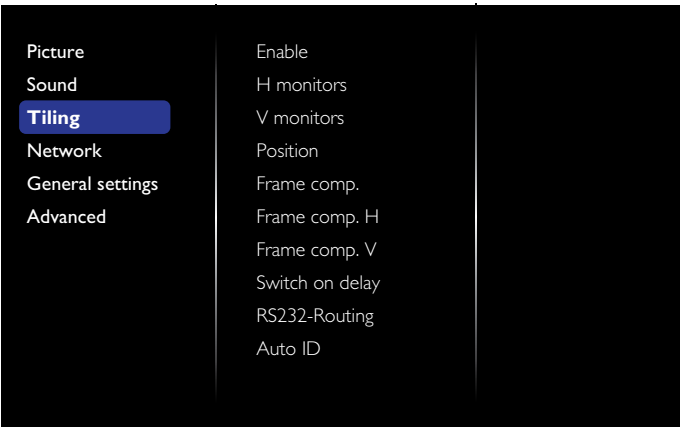 Picture
Sound
Tiling
Network
General settings
Advanced
Enable
H monitors
V monitors
Position
Frame comp.
Frame comp. H
Frame comp. V
Switch on delay
RS232-Routing
Auto ID